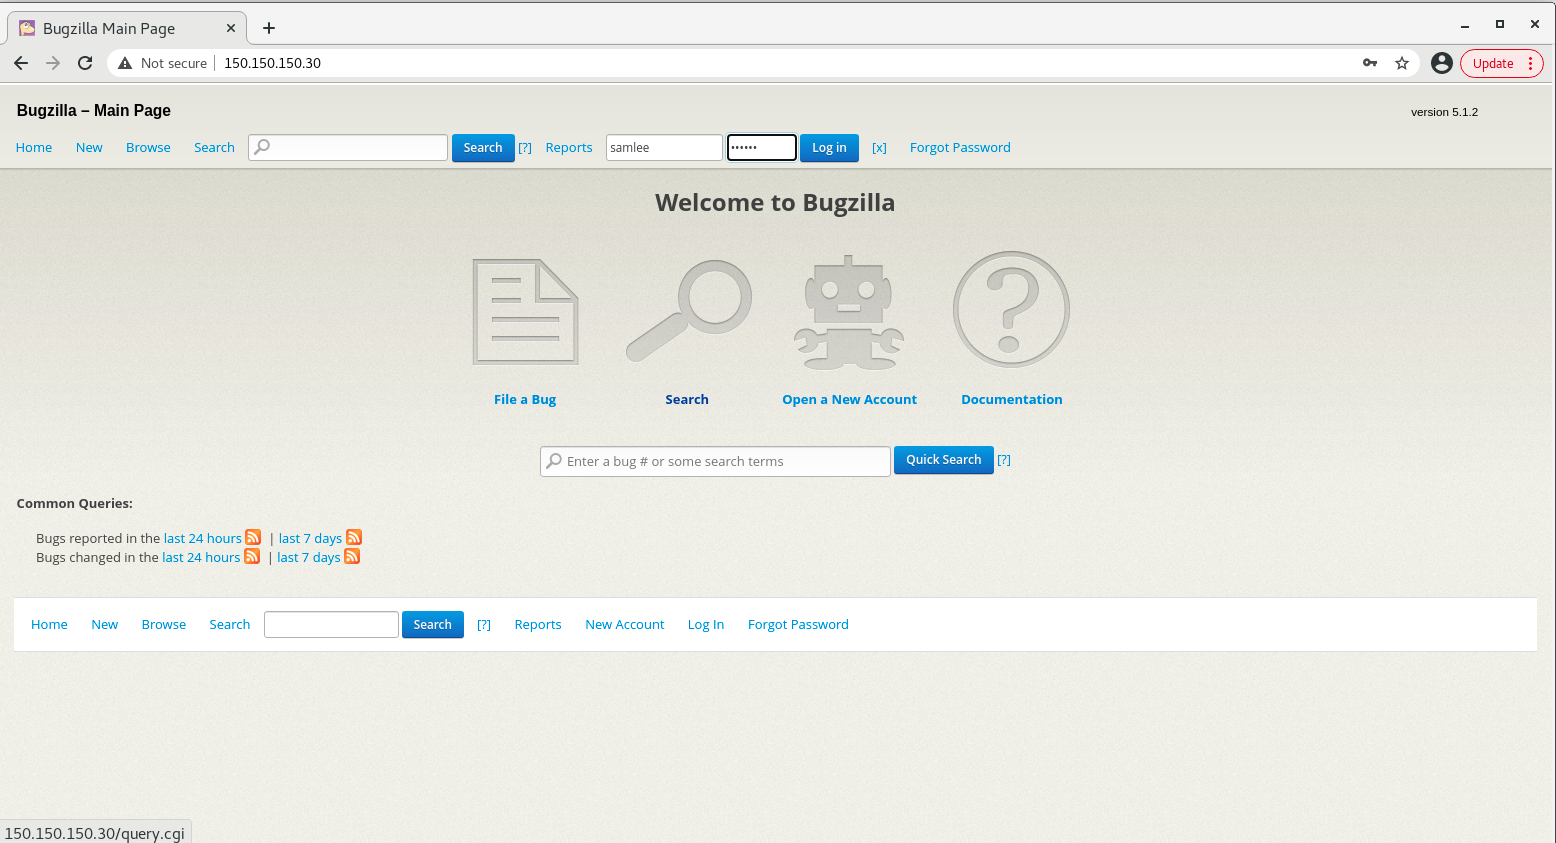 Bugzilla Main Page
Not secure 150.150.150.30 Update
Bugzilla – Main Page version 5.1.2
Home New Browse Search Search [?] Reports samlee •••••• Log in [x] Forgot Password
Welcome to Bugzilla
File a Bug Search Open a New Account Documentation
Enter a bug # or some search terms Quick Search [?]
Common Queries:
Bugs reported in the last 24 hours | last 7 days
Bugs changed in the last 24 hours | last 7 days
Home New Browse Search Search [?] Reports New Account Log In Forgot Password
150.150.150.30/query.cgi